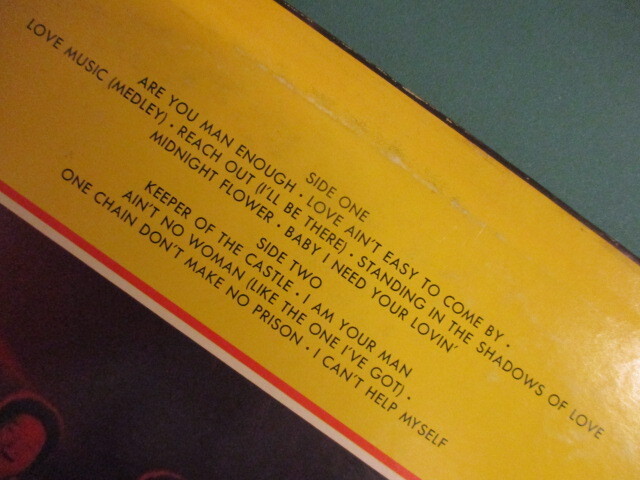 SIDE ONE
ARE YOU MAN ENOUGH · LOVE AIN'T EASY TO COME BY ·
LOVE MUSIC (MEDLEY) · REACH OUT (I'LL BE THERE) · STANDING IN THE SHADOWS OF LOVE
MIDNIGHT FLOWER · BABY I NEED YOUR LOVIN'
SIDE TWO
KEEPER OF THE CASTLE · I AM YOUR MAN
AIN'T NO WOMAN (LIKE THE ONE I'VE GOT) ·
ONE CHAIN DON'T MAKE NO PRISON · I CAN'T HELP MYSELF